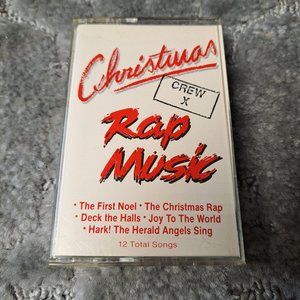 Christmas
CREW
X
Rap
Music
• The First Noel • The Christmas Rap
• Deck the Halls • Joy To The World
• Hark! The Herald Angels Sing
12 Total Songs